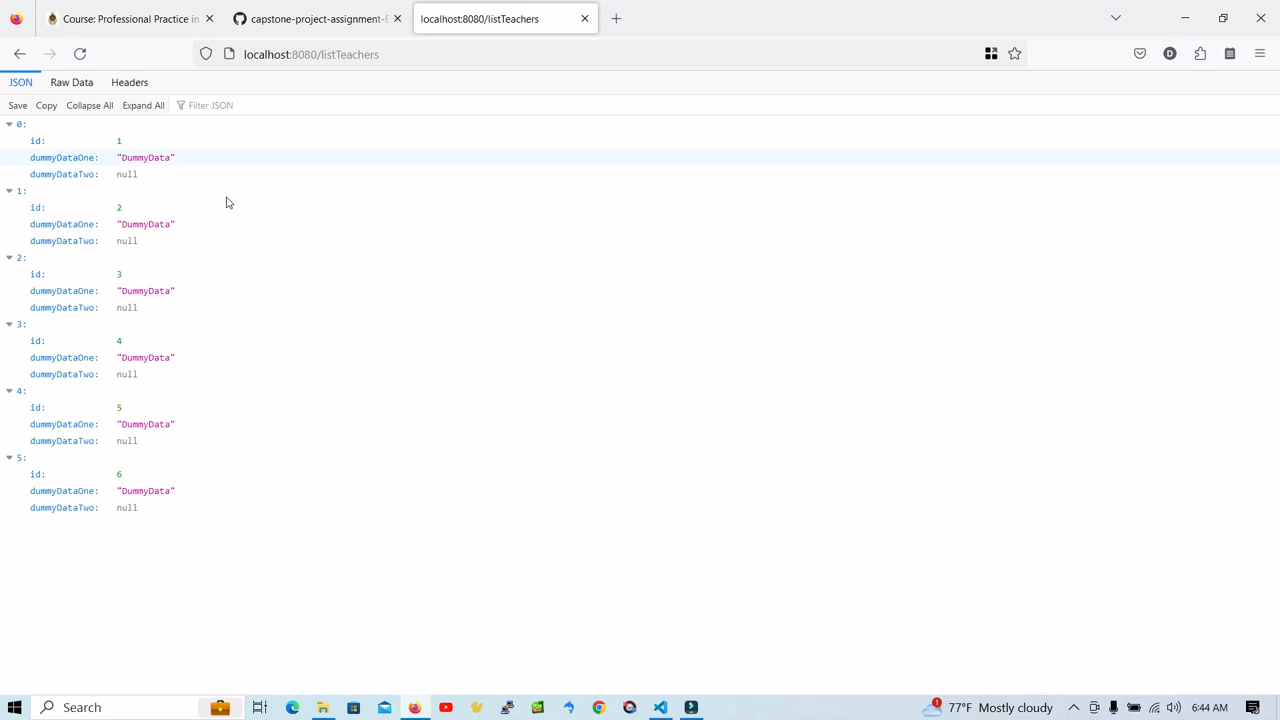 Course: Professional Practice in
capstone-project-assignment-E
localhost:8080/listTeachers
localhost:8080/listTeachers
D
JSON Raw Data Headers
Save Copy Collapse All Expand All Filter JSON
0:
id: 1
dummyDataOne: "DummyData"
dummyDataTwo: null
1:
id: 2
dummyDataOne: "DummyData"
dummyDataTwo: null
2:
id: 3
dummyDataOne: "DummyData"
dummyDataTwo: null
3:
id: 4
dummyDataOne: "DummyData"
dummyDataTwo: null
4:
id: 5
dummyDataOne: "DummyData"
dummyDataTwo: null
5:
id: 6
dummyDataOne: "DummyData"
dummyDataTwo: null
Search
1
77°F Mostly cloudy
6:44 AM